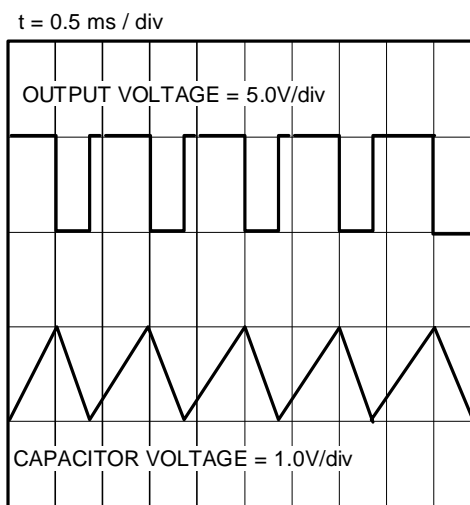 t = 0.5 ms / div
OUTPUT VOLTAGE = 5.0V/div
CAPACITOR VOLTAGE = 1.0V/div